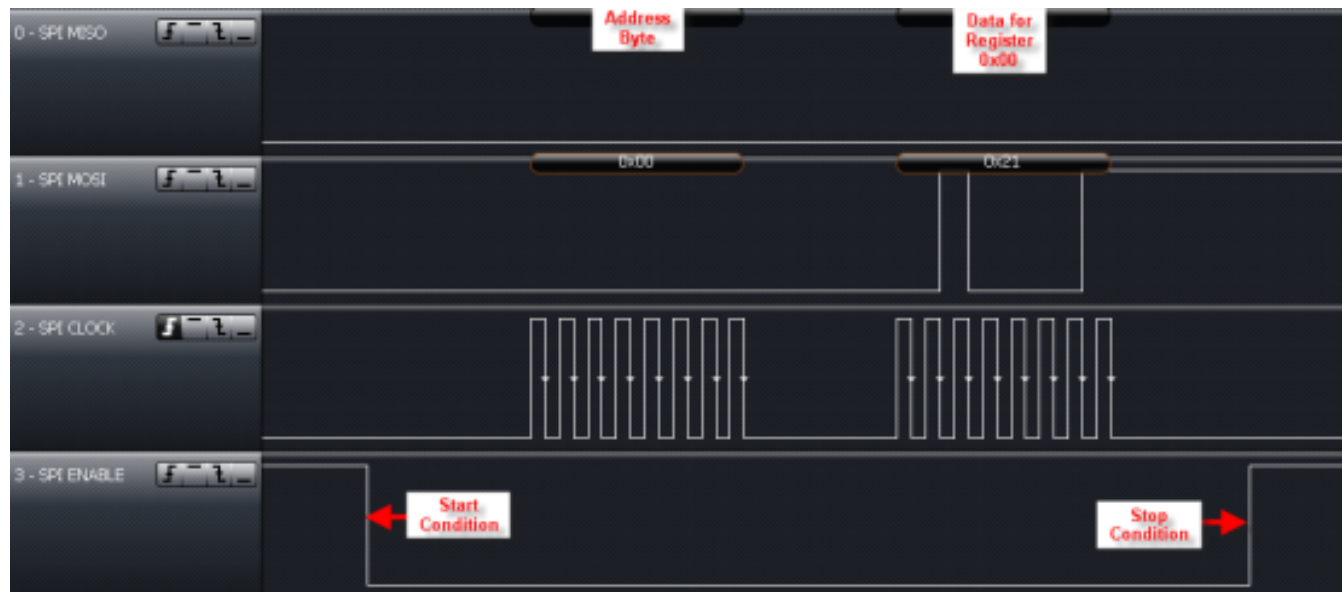 0 - SPI MISO
Address
Byte
Data for
Register
0x00
1 - SPI MOSI
0x00
0x21
2 - SPI CLOCK
3 - SPI ENABLE
Start
Condition
Stop
Condition